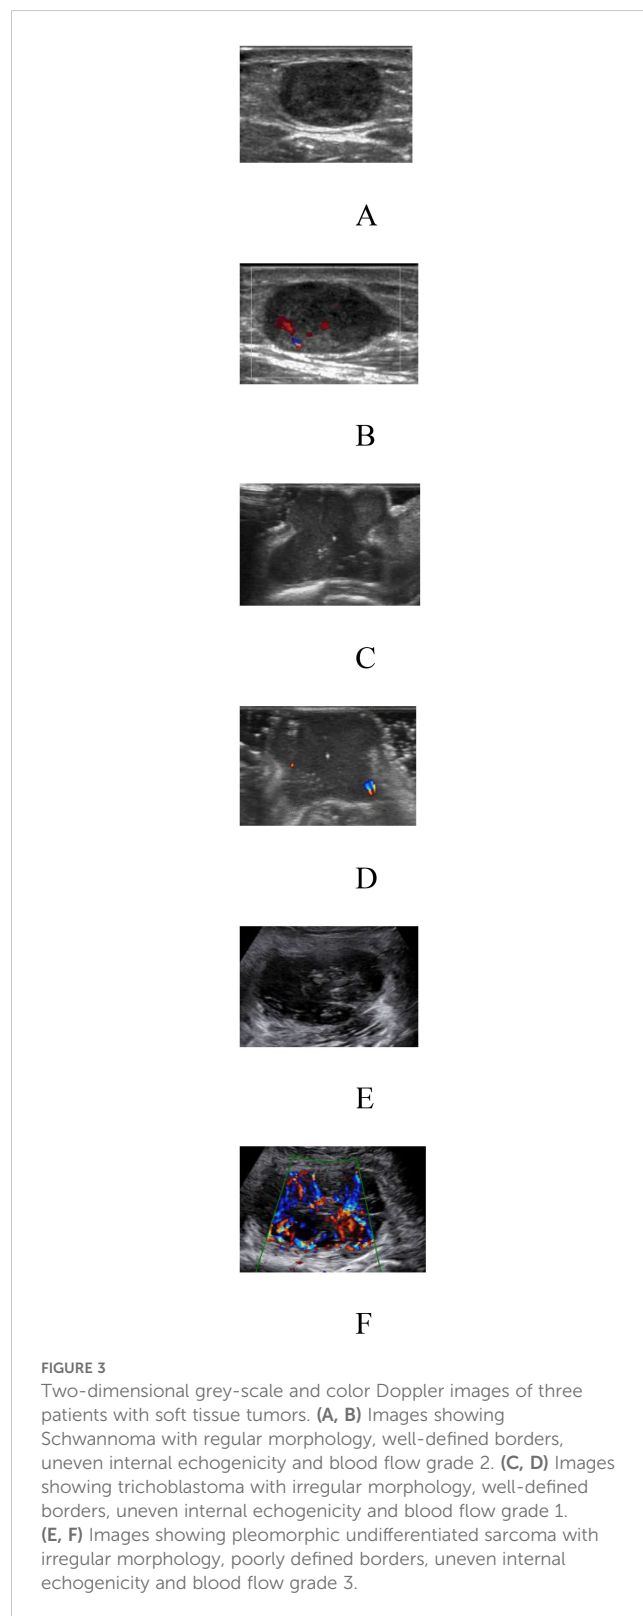 A
B
C
D
E
F
FIGURE 3
Two-dimensional grey-scale and color Doppler images of three
patients with soft tissue tumors. (A, B) Images showing
Schwannoma with regular morphology, well-defined borders,
uneven internal echogenicity and blood flow grade 2. (C, D) Images
showing trichoblastoma with irregular morphology, well-defined
borders, uneven internal echogenicity and blood flow grade 1.
(E, F) Images showing pleomorphic undifferentiated sarcoma with
irregular morphology, poorly defined borders, uneven internal
echogenicity and blood flow grade 3.